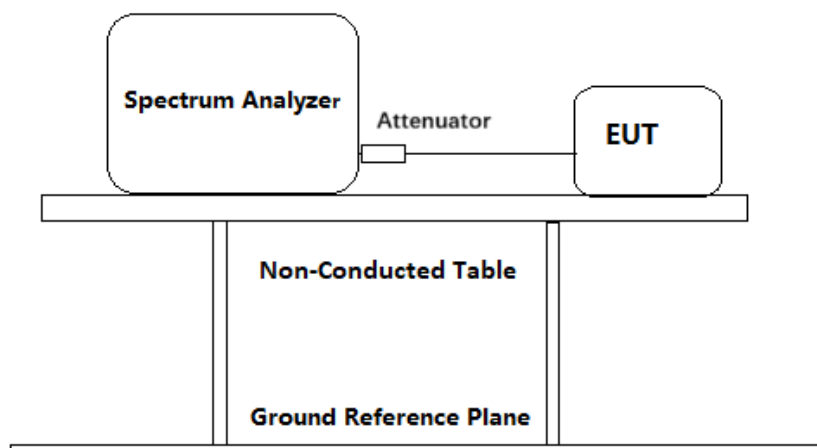 Spectrum Analyzer
Attenuator
EUT
Non-Conducted Table
Ground Reference Plane